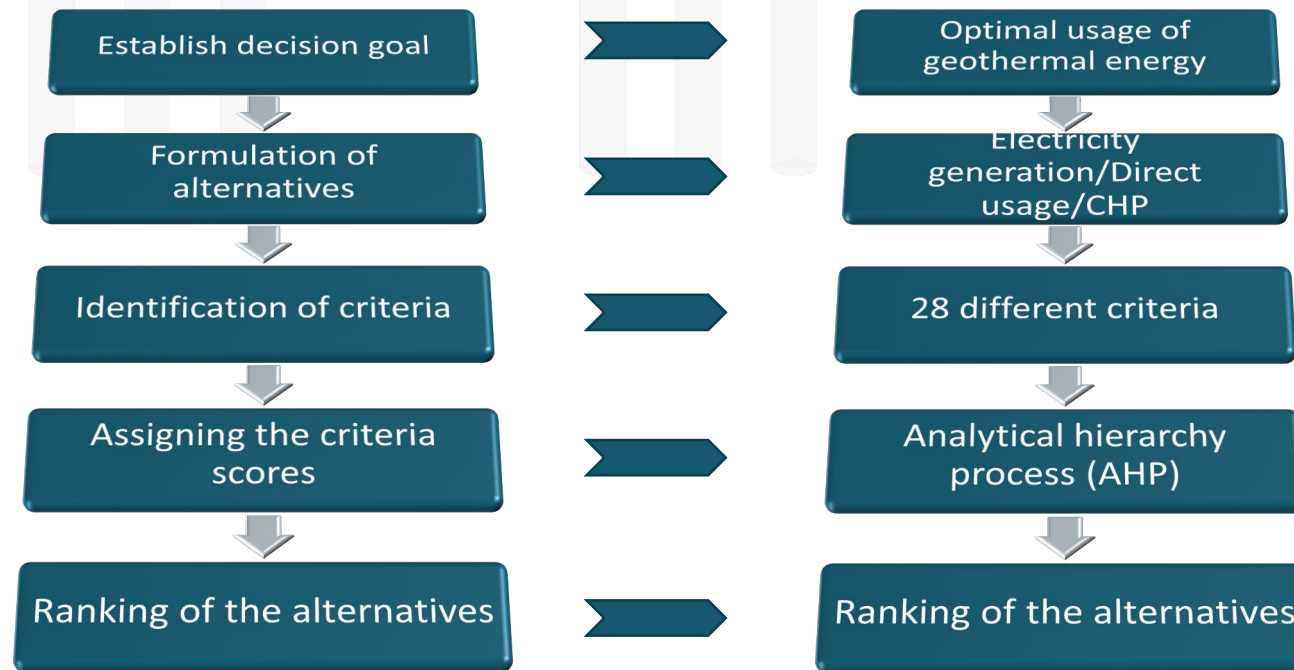 Establish decision goal
Optimal usage of
geothermal energy
Formulation of
alternatives
Electricity
generation/Direct
usage/CHP
Identification of criteria
28 different criteria
Assigning the criteria
scores
Analytical hierarchy
process (AHP)
Ranking of the alternatives
Ranking of the alternatives